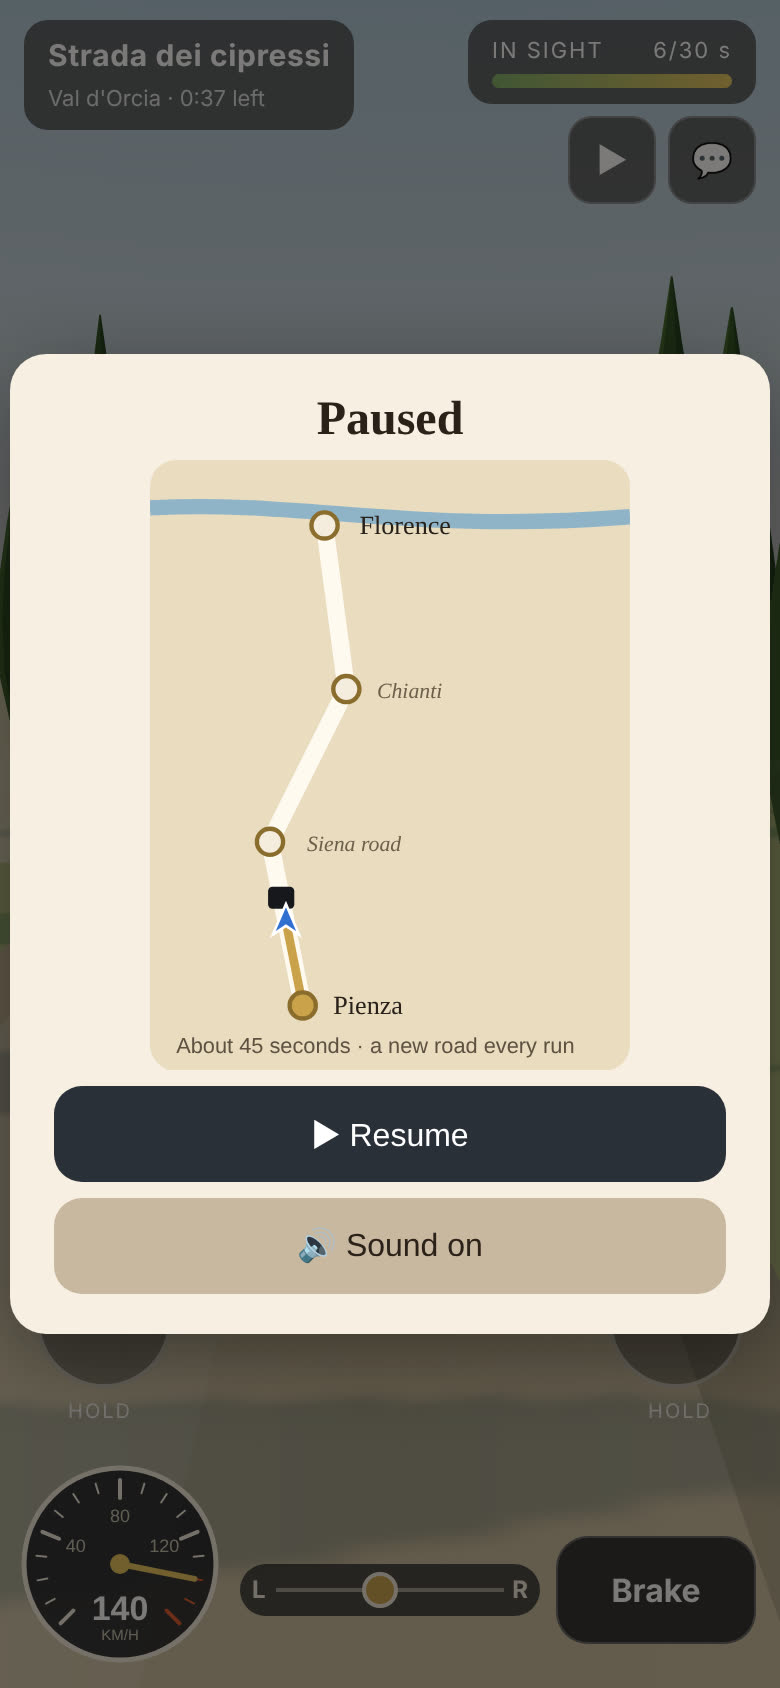 Strada dei cipressi
Val d'Orcia · 0:37 left
IN SIGHT 6/30 s
Paused
Florence
Chianti
Siena road
Pienza
About 45 seconds · a new road every run
Resume
Sound on
HOLD
HOLD
80
40
120
140
KM/H
L
R
Brake